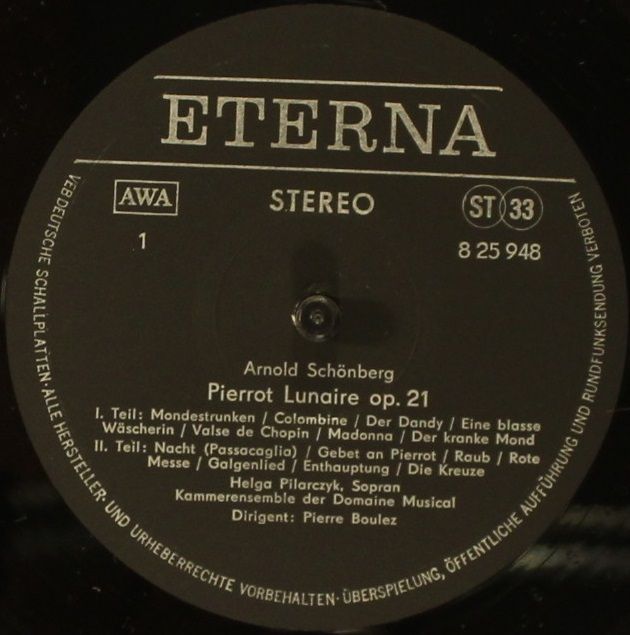 ETERNA
AWA STEREO ST 33
1 8 25 948
Arnold Schönberg
Pierrot Lunaire op. 21
I. Teil: Mondestrunken / Colombine / Der Dandy / Eine blasse
Wäscherin / Valse de Chopin / Madonna / Der kranke Mond
II. Teil: Nacht (Passacaglia) / Gebet an Pierrot / Raub / Rote
Messe / Galgenlied / Enthauptung / Die Kreuze
Helga Pilarczyk, Sopran
Kammerensemble der Domaine Musical
Dirigent: Pierre Boulez
VEB DEUTSCHE SCHALLPLATTEN · ALLE HERSTELLER- UND URHEBERRECHTE VORBEHALTEN · ÜBERSPIELUNG, ÖFFENTLICHE AUFFÜHRUNG UND RUNDFUNKSENDUNG VERBOTEN